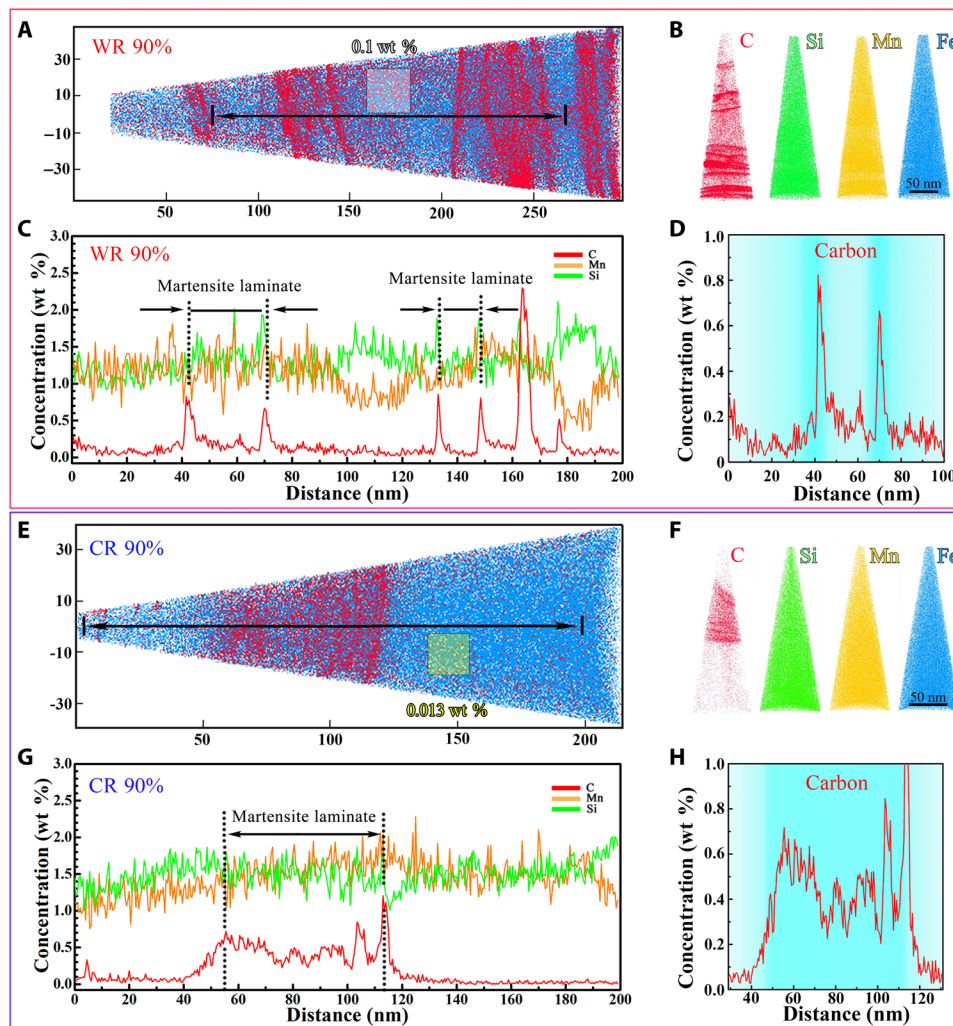 A
WR 90%
0.1 wt %
30
10
−10
−30
50
100
150
200
250
B
C
Si
Mn
Fe
50 nm
C
WR 90%
C
Mn
Si
Martensite laminate
Martensite laminate
Concentration (wt %)
3.0
2.5
2.0
1.5
1.0
0.5
0.0
0
20
40
60
80
100
120
140
160
180
200
Distance (nm)
D
Carbon
Concentration (wt %)
1.0
0.8
0.6
0.4
0.2
0
0
20
40
60
80
100
Distance (nm)
E
CR 90%
30
10
-10
-30
0.013 wt %
50
100
150
200
F
C
Si
Mn
Fe
50 nm
G
CR 90%
C
Mn
Si
Martensite laminate
Concentration (wt %)
3.0
2.5
2.0
1.5
1.0
0.5
0.0
0
20
40
60
80
100
120
140
160
180
200
Distance (nm)
H
Carbon
Concentration (wt %)
1.0
0.8
0.6
0.4
0.2
0.0
40
60
80
100
120
Distance (nm)